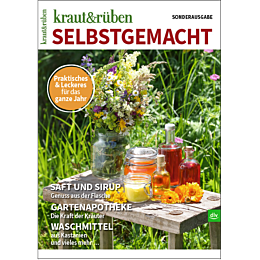 kraut&rüben
kraut&rüben
SONDERAUSGABE
SELBSTGEMACHT
Praktisches
& Leckeres
für das
ganze Jahr
SAFT UND SIRUP
Genuss aus der Flasche
GARTENAPOTHEKE
Die Kraft der Kräuter
WASCHMITTEL
aus Kastanien
und vieles mehr...
dlv